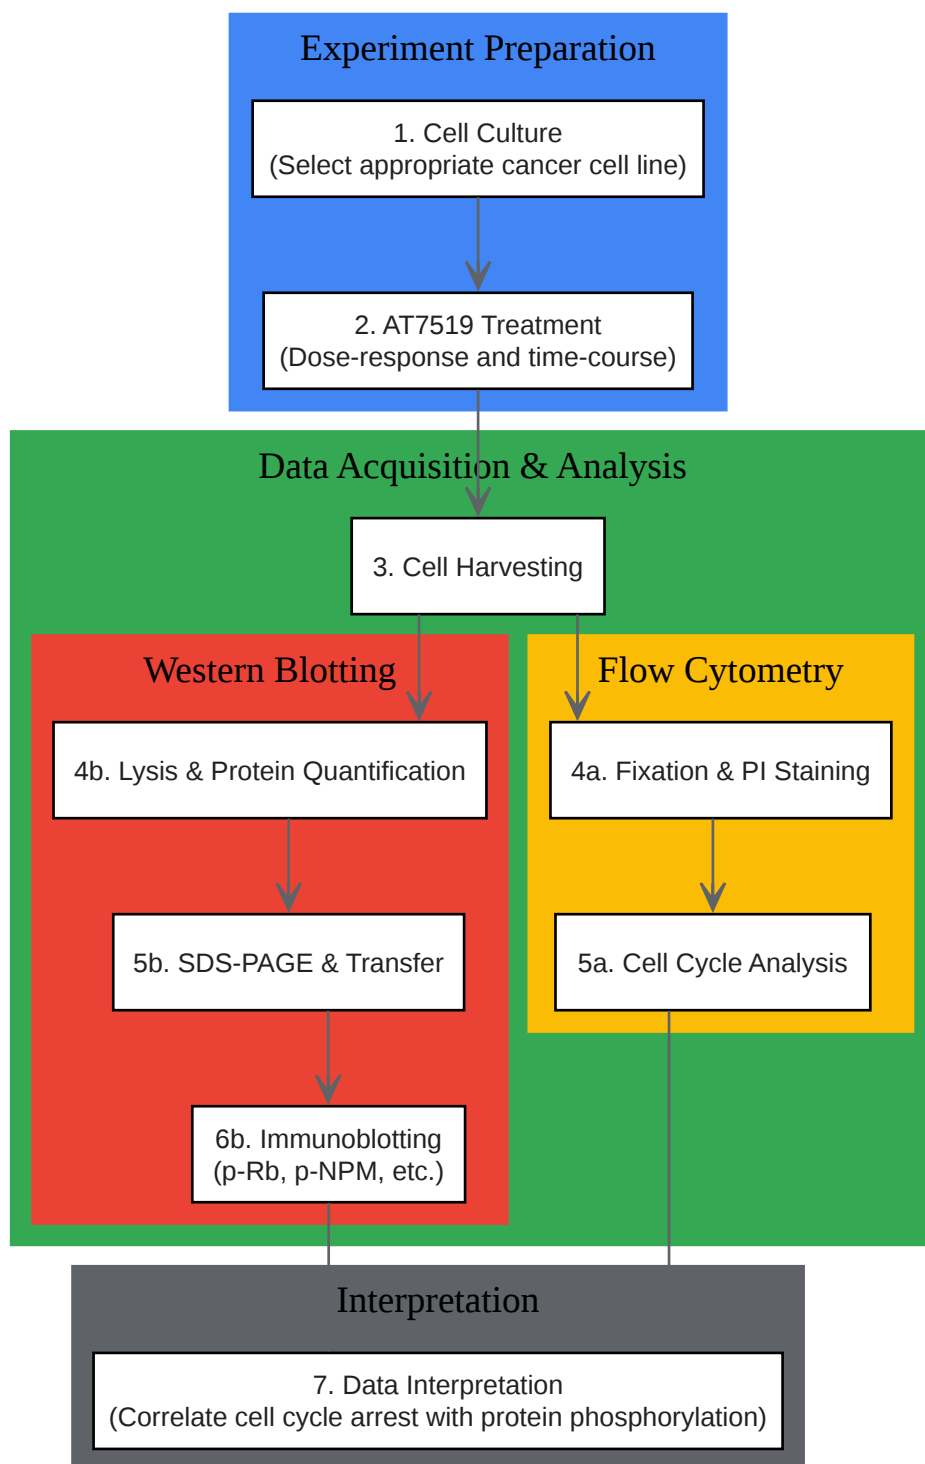 Experiment Preparation
1. Cell Culture
(Select appropriate cancer cell line)
2. AT7519 Treatment
(Dose-response and time-course)
Data Acquisition & Analysis
3. Cell Harvesting
Western Blotting
4b. Lysis & Protein Quantification
5b. SDS-PAGE & Transfer
6b. Immunoblotting
(p-Rb, p-NPM, etc.)
Flow Cytometry
4a. Fixation & PI Staining
5a. Cell Cycle Analysis
Interpretation
7. Data Interpretation
(Correlate cell cycle arrest with protein phosphorylation)